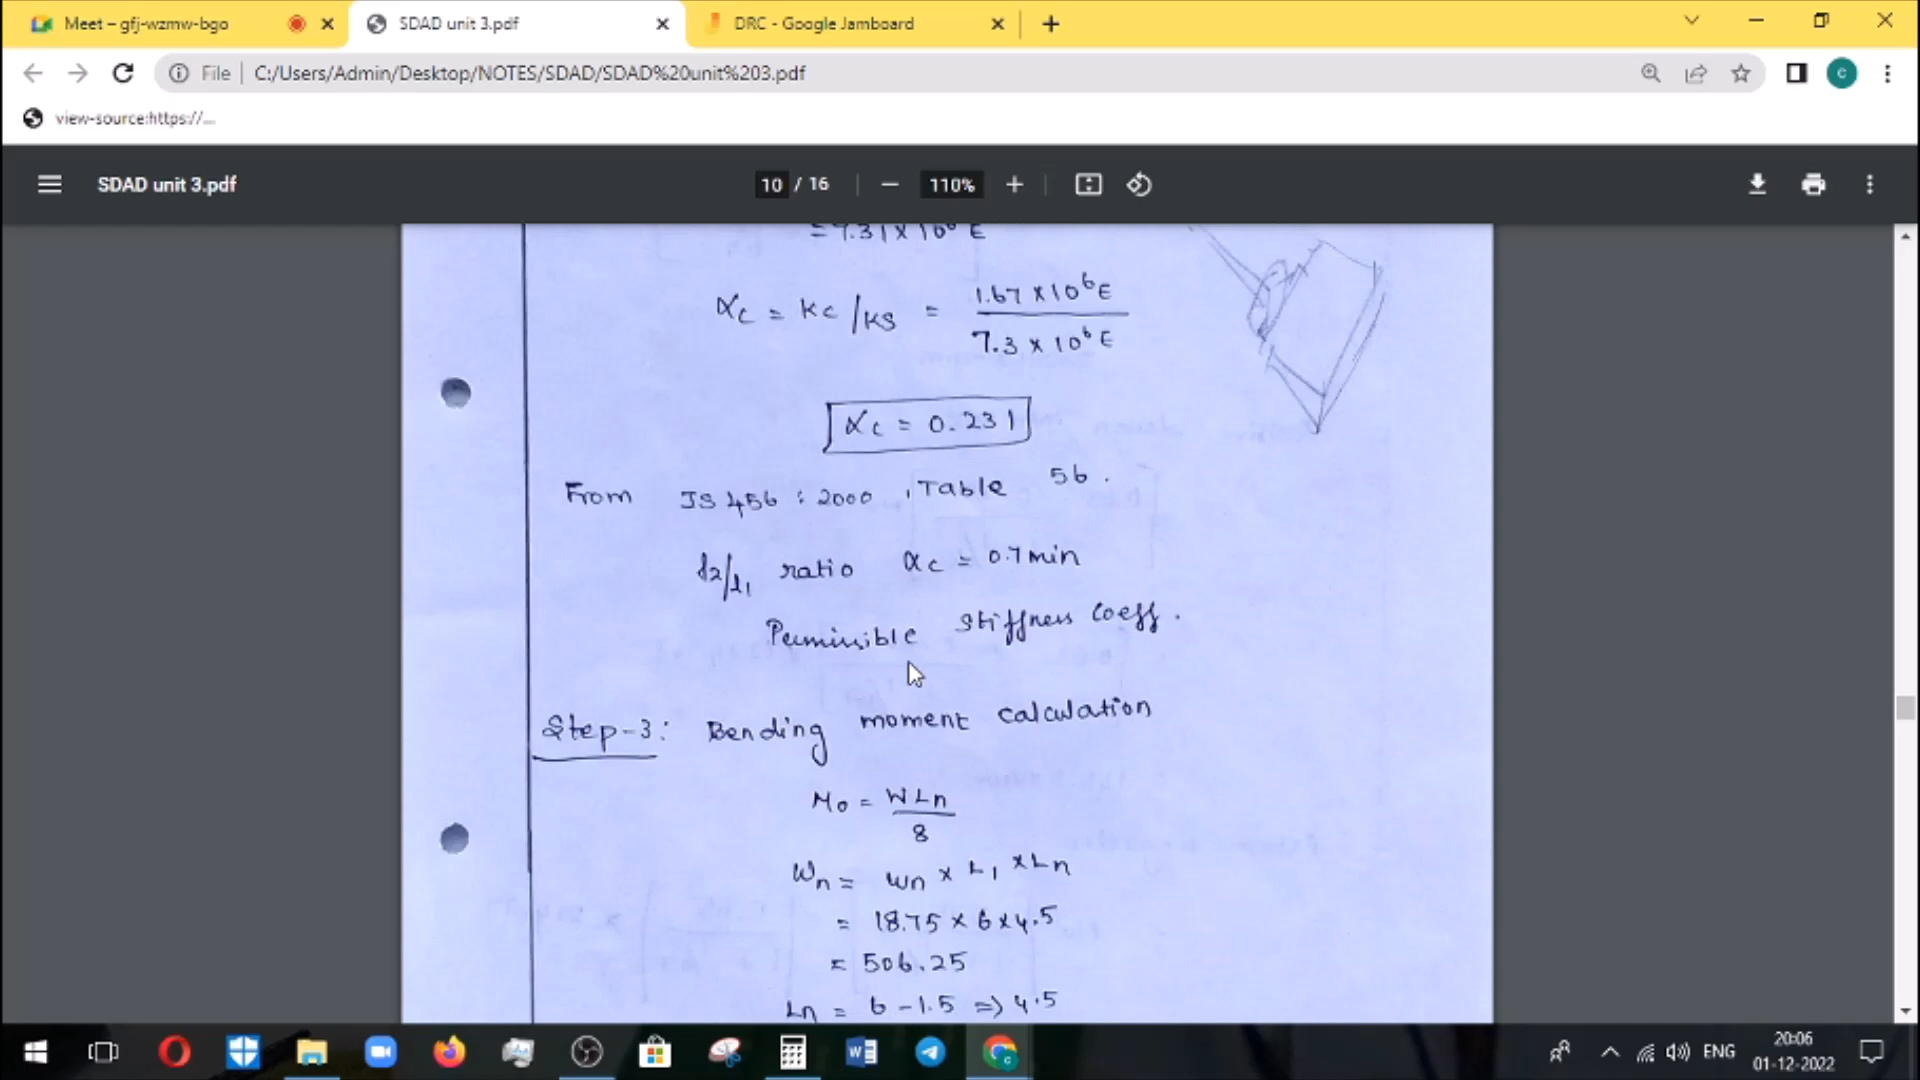 Meet – gfj-wzmw-bgo
SDAD unit 3.pdf
DRC - Google Jamboard
File
C:/Users/Admin/Desktop/NOTES/SDAD/SDAD%20unit%203.pdf
C
view-source:https://...
SDAD unit 3.pdf
10 / 16
110%
= 7.31 × 10⁶ E
αc = Kc/Ks = 1.67 × 10⁶ E
7.3 × 10⁶ E
αc = 0.231
From IS 456 : 2000 , Table 56 .
l2/l1 ratio αc = 0.7 min
Permissible Stiffness Coeff .
Step-3: Bending moment calculation
Mo = WLn
8
Wn = wn × L1 × Ln
= 18.75 × 6 × 4.5
= 506.25
Ln = 6 - 1.5 => 4.5
ENG
20:06
01-12-2022